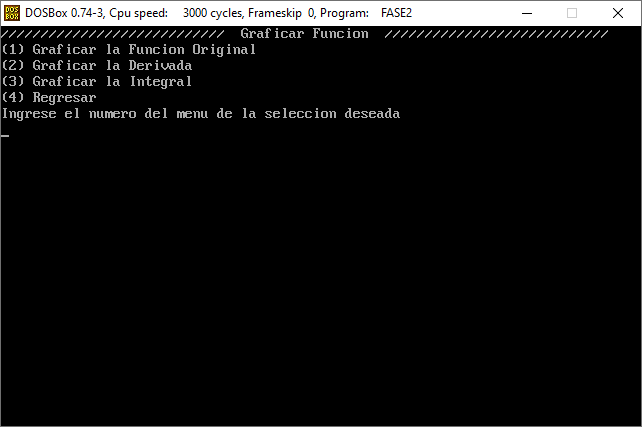 DOSBox 0.74-3, Cpu speed: 3000 cycles, Frameskip 0, Program: FASE2
//////////////////////////// Graficar Funcion ////////////////////////////
(1) Graficar la Funcion Original
(2) Graficar la Derivada
(3) Graficar la Integral
(4) Regresar
Ingrese el numero del menu de la seleccion deseada
_